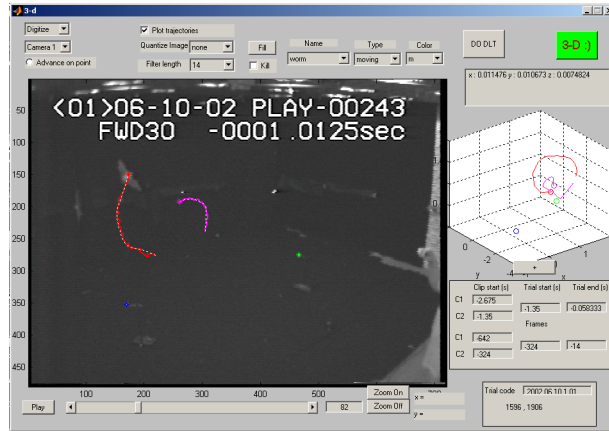 3-d
Digitize
Camera 1
Advance on point
Plot trajectories
Quantize Image none
Filter length 14
Fill
Kill
Name
worm
Type
moving
Color
m
DO DLT
3-D :)
x : 0.011476 y : 0.010673 z : 0.0074824
<01>06-10-02 PLAY-00243
FWD30 -0001.0125sec
50
100
150
200
250
300
350
400
450
100
200
300
400
500
0
-2
-4
y
x
+
Clip start (s) Trial start (s) Trial end (s)
C1 -2.675
C2 -1.35
-1.35 -0.058333
Frames
C1 -642
C2 -324
-324 -14
Play
82
Zoom On
Zoom Off
x =
y =
Trial code 2002.06.10.1.01
1596 , 1906